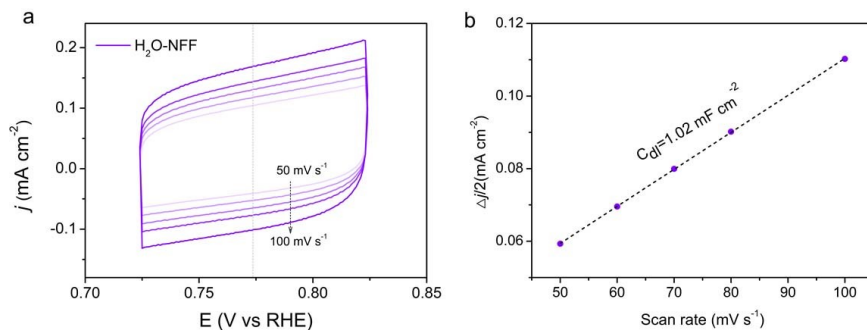 a
H₂O-NFF
j (mA cm⁻²)
0.2
0.1
0.0
-0.1
50 mV s⁻¹
100 mV s⁻¹
0.70
0.75
0.80
0.85
E (V vs RHE)
b
△j/2(mA cm⁻²)
0.12
0.10
0.08
0.06
Cdl=1.02 mF cm⁻²
50
60
70
80
90
100
Scan rate (mV s⁻¹)